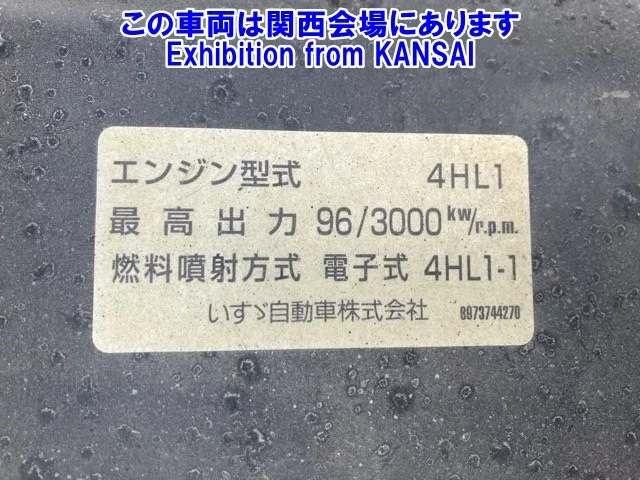 この車両は関西会場にあります
Exhibition from KANSAI
エンジン型式 4HL1
最高出力 96/3000 kw/r.p.m.
燃料噴射方式 電子式 4HL1-1
いすゞ自動車株式会社 8973744270